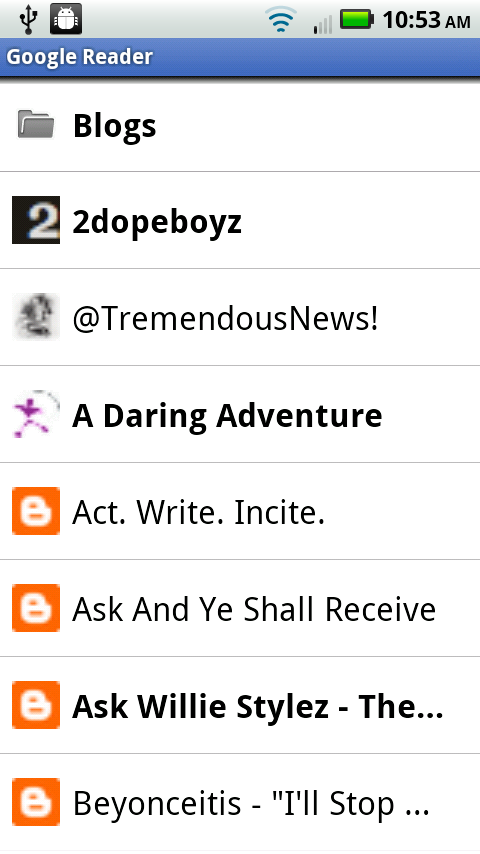 10:53 AM
Google Reader
Blogs
2
2dopeboyz
@TremendousNews!
A Daring Adventure
Act. Write. Incite.
Ask And Ye Shall Receive
Ask Willie Stylez - The...
Beyonceitis - "I'll Stop ...